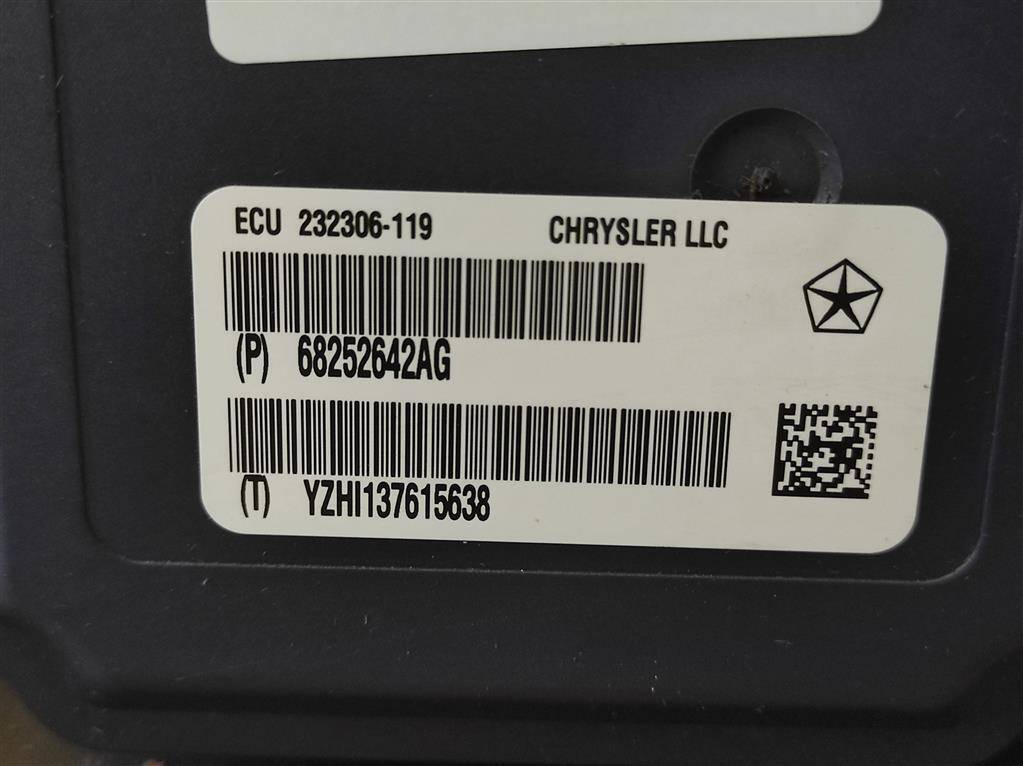 ECU 232306-119 CHRYSLER LLC
(P) 68252642AG
(T) YZHI137615638